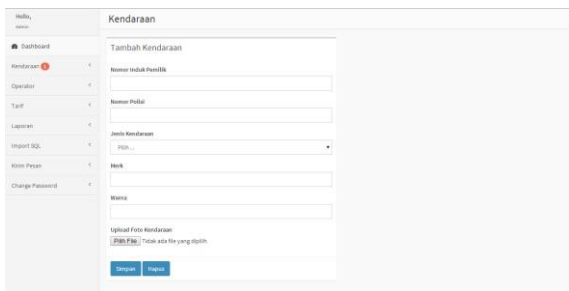 Hello,
Admin
Dashboard
Kendaraan 1
Operator
Tarif
Laporan
Import SQL
Kirim Pesan
Change Password
Kendaraan
Tambah Kendaraan
Nomor Induk Pemilik
Nomor Polisi
Jenis Kendaraan
Pilih ...
Merk
Warna
Upload Foto Kendaraan
Pilih File Tidak ada file yang dipilih
Simpan Hapus